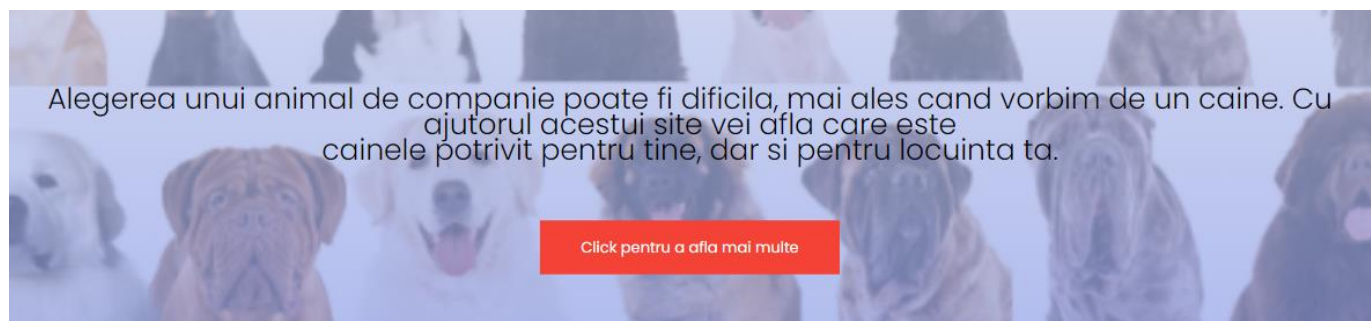 Alegerea unui animal de companie poate fi dificila, mai ales cand vorbim de un caine. Cu
ajutorul acestui site vei afla care este
cainele potrivit pentru tine, dar si pentru locuinta ta.
Click pentru a afla mai multe